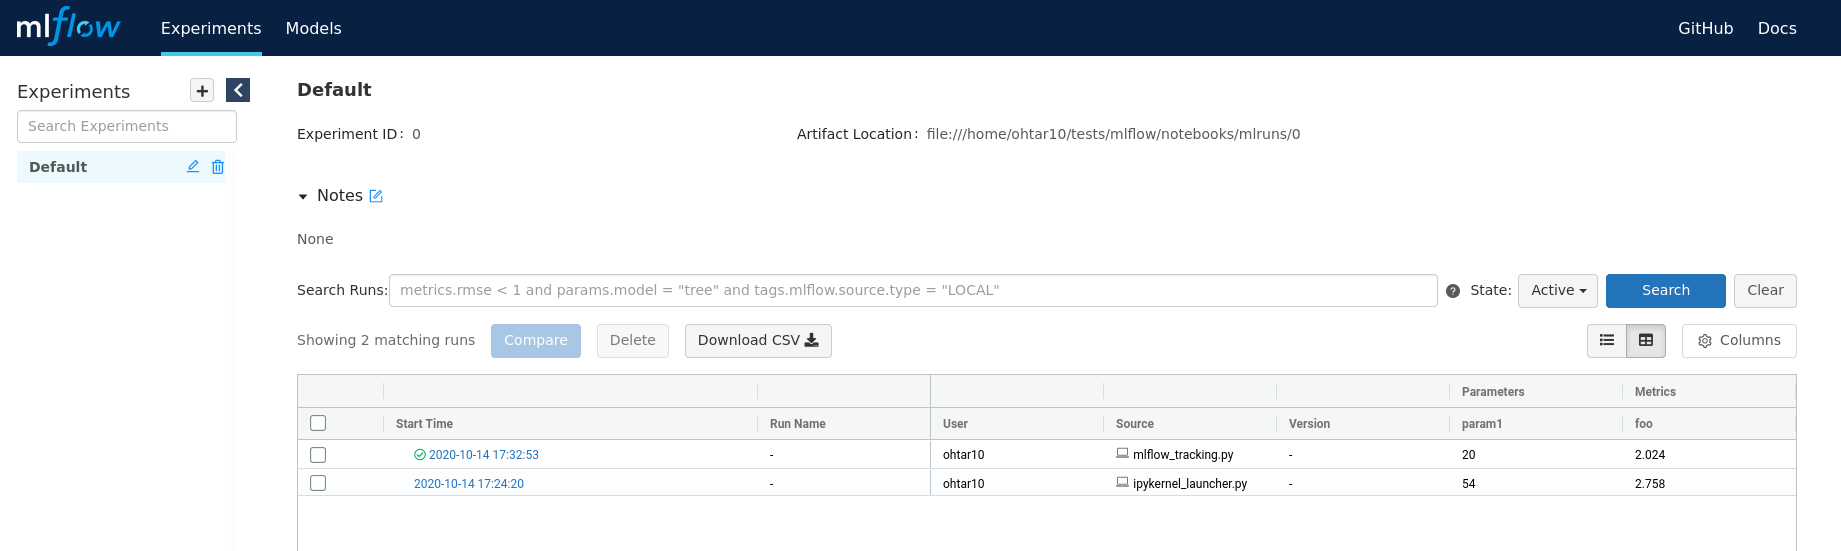 mlflow Experiments Models GitHub Docs
Experiments +
Search Experiments
Default
Default
Experiment ID: 0 Artifact Location: file:///home/ohtar10/tests/mlflow/notebooks/mlruns/0
Notes
None
Search Runs: metrics.rmse < 1 and params.model = "tree" and tags.mlflow.source.type = "LOCAL" ? State: Active Search Clear
Showing 2 matching runs Compare Delete Download CSV Columns
Parameters Metrics
Start Time Run Name User Source Version param1 foo
2020-10-14 17:32:53 - ohtar10 mlflow_tracking.py - 20 2.024
2020-10-14 17:24:20 - ohtar10 ipykernel_launcher.py - 54 2.758